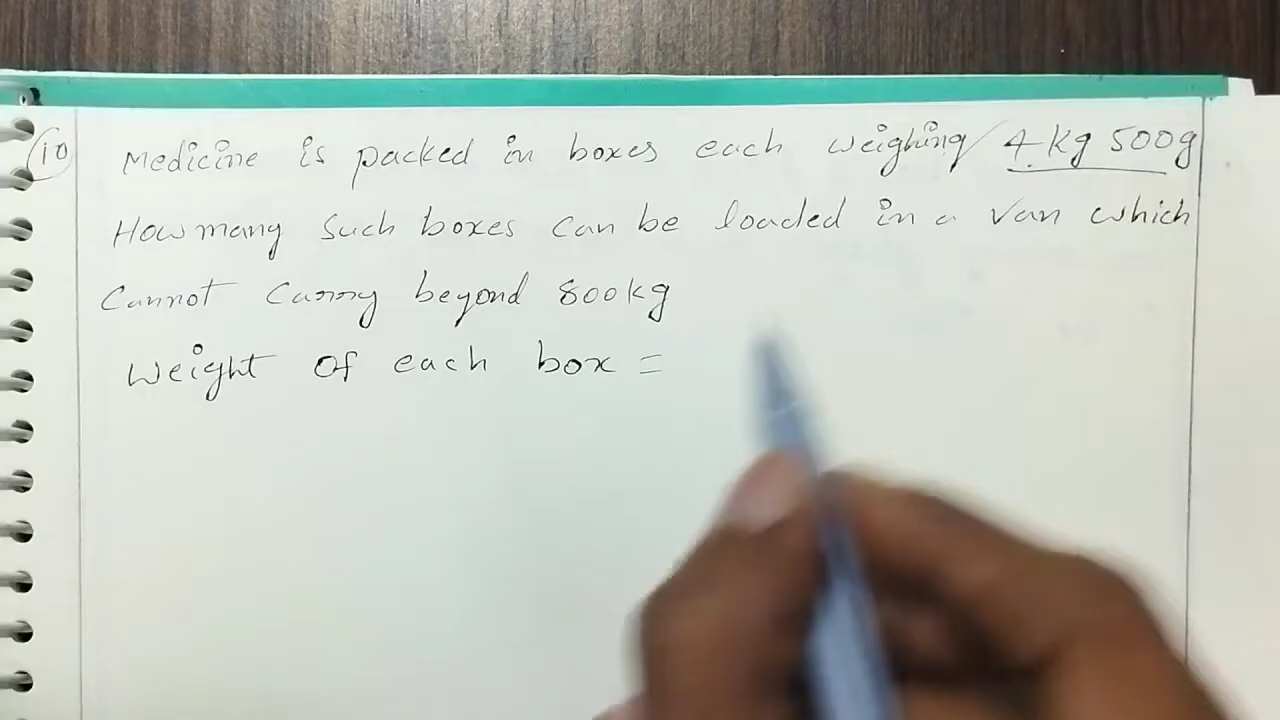 10 Medicine is packed in boxes each weighing 4 kg 500g
How many such boxes can be loaded in a van which
Cannot carry beyond 800kg
Weight of each box =